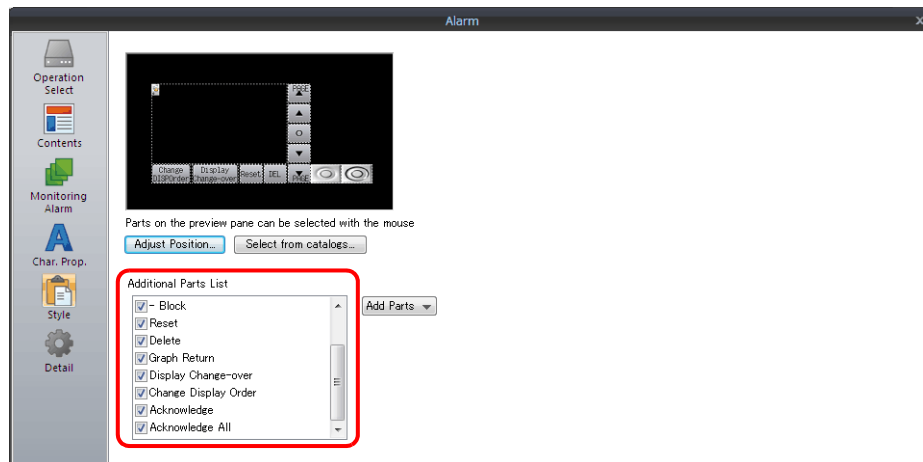 Alarm
Operation
Select
Contents
Monitoring
Alarm
Char. Prop.
Style
Detail
PAGE
Change
DISPOrder
Display
Change-over
Reset
DEL
PAGE
Parts on the preview pane can be selected with the mouse
Adjust Position...
Select from catalogs...
Additional Parts List
- Block
Reset
Delete
Graph Return
Display Change-over
Change Display Order
Acknowledge
Acknowledge All
Add Parts